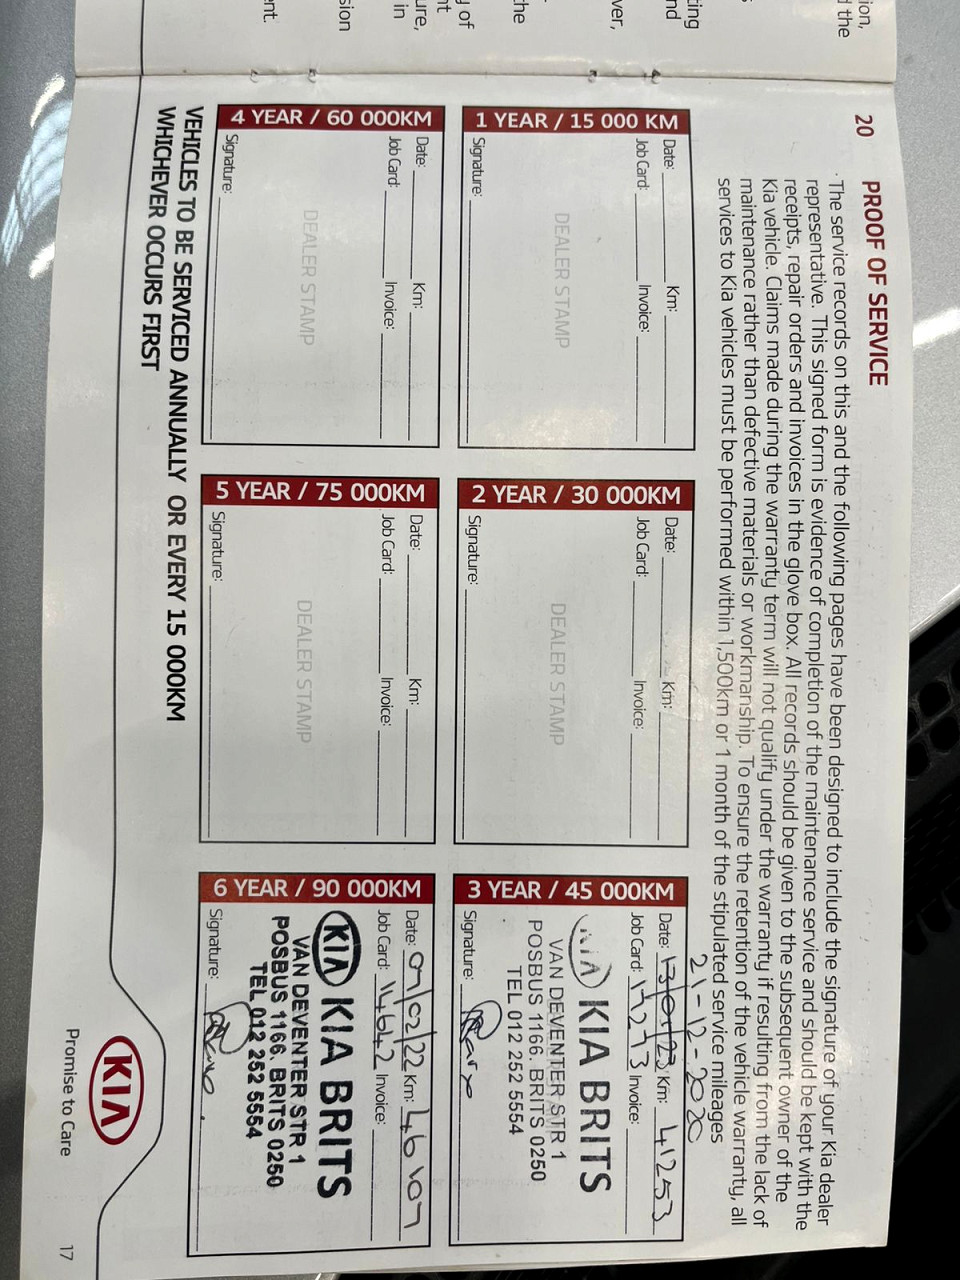 20 PROOF OF SERVICE
The service records on this and the following pages have been designed to include the signature of your Kia dealer
representative. This signed form is evidence of completion of the maintenance service and should be kept with the
receipts, repair orders and invoices in the glove box. All records should be given to the subsequent owner of the
Kia vehicle. Claims made during the warranty term will not qualify under the warranty if resulting from the lack of
maintenance rather than defective materials or workmanship. To ensure the retention of the vehicle warranty, all
services to Kia vehicles must be performed within 1,500km or 1 month of the stipulated service mileages
1 YEAR / 15 000 KM
Date: Km:
Job Card: Invoice:
DEALER STAMP
Signature:
2 YEAR / 30 000KM
Date: Km:
Job Card: Invoice:
DEALER STAMP
Signature:
3 YEAR / 45 000KM
21-12-2020
Date: Km: 41253
Job Card: 17273 Invoice:
KIA KIA BRITS
VAN DEVENTER STR 1
POSBUS 1166, BRITS 0250
TEL 012 252 5554
Signature:
4 YEAR / 60 000KM
Date: Km:
Job Card: Invoice:
DEALER STAMP
Signature:
5 YEAR / 75 000KM
Date: Km:
Job Card: Invoice:
DEALER STAMP
Signature:
6 YEAR / 90 000KM
Date: 07/02/22 Km: 46107
Job Card: 14642 Invoice:
KIA KIA BRITS
VAN DEVENTER STR 1
POSBUS 1166, BRITS 0250
TEL 012 252 5554
Signature:
VEHICLES TO BE SERVICED ANNUALLY OR EVERY 15 000KM
WHICHEVER OCCURS FIRST
KIA
Promise to Care
17